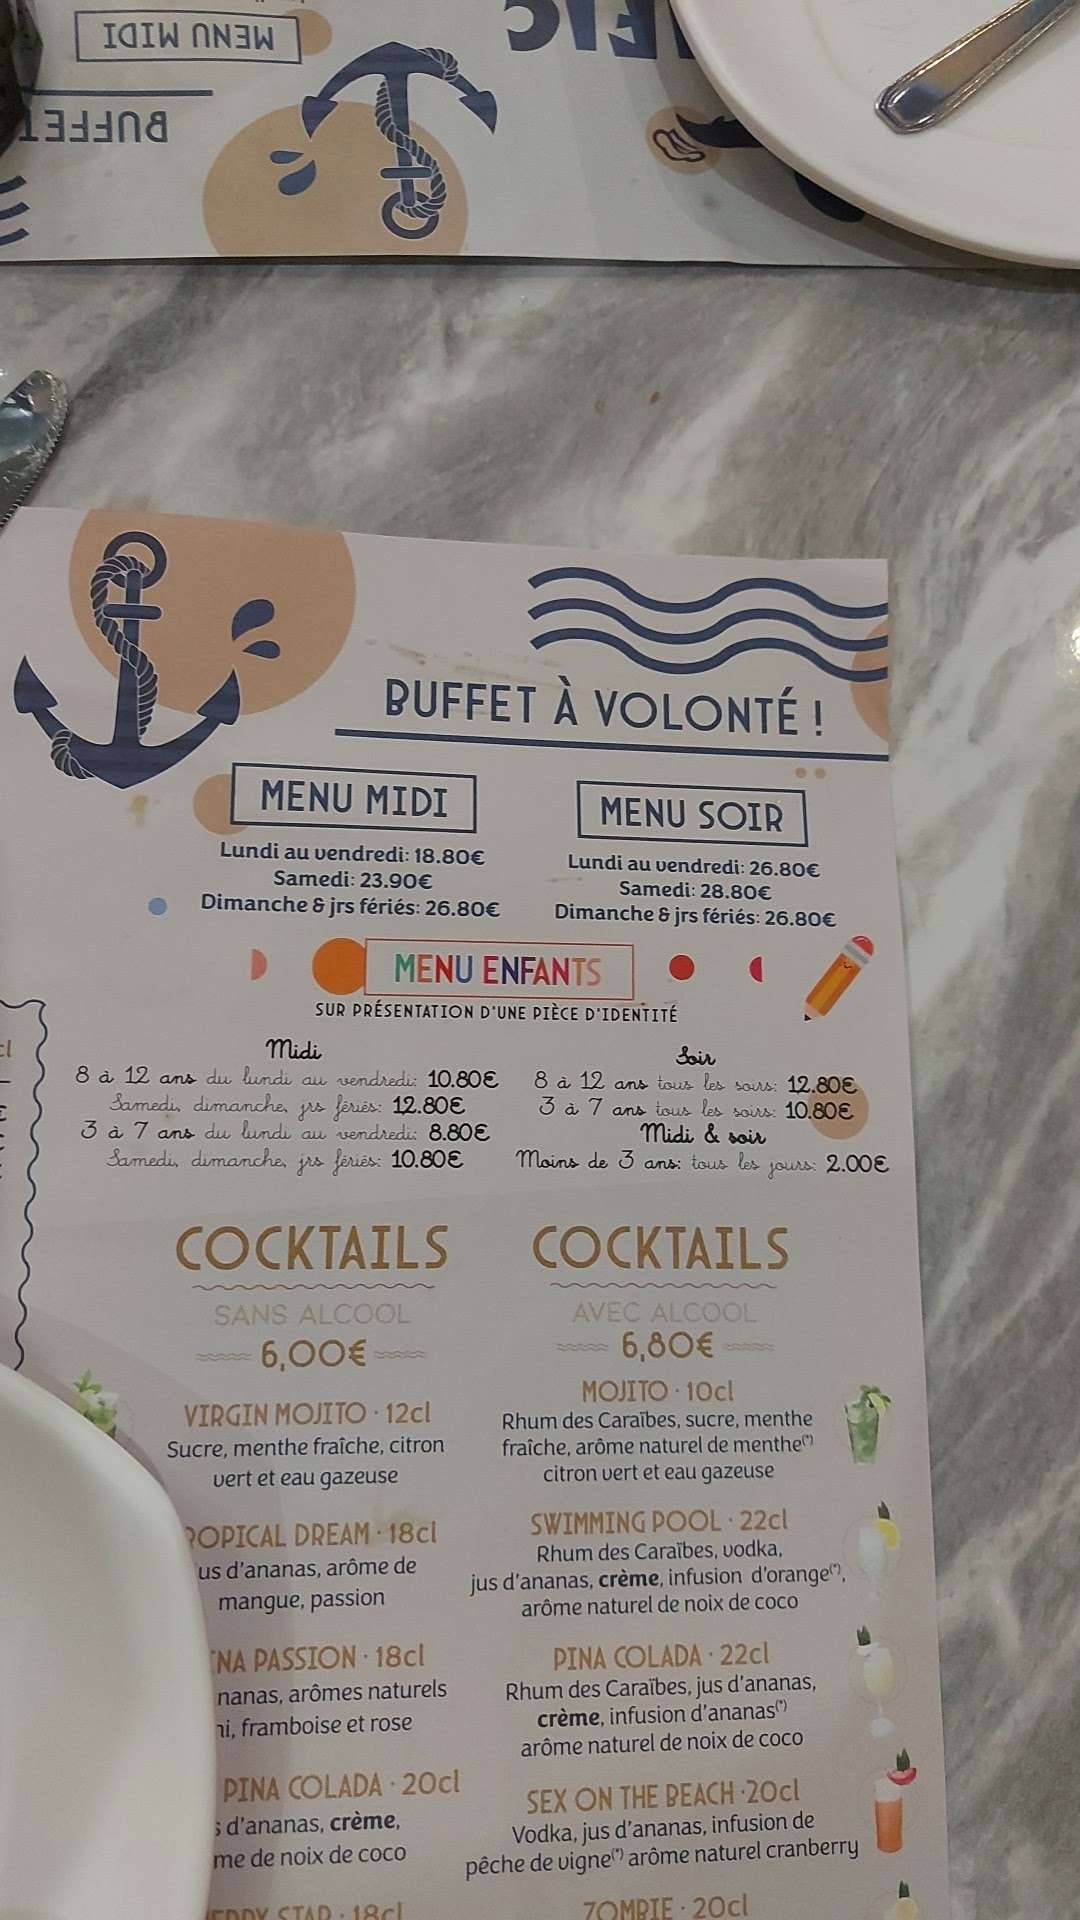 MENU MIDI
BUFFET
BUFFET À VOLONTÉ !
MENU MIDI
Lundi au vendredi: 18.80€
Samedi: 23.90€
Dimanche & jrs fériés: 26.80€
MENU SOIR
Lundi au vendredi: 26.80€
Samedi: 28.80€
Dimanche & jrs fériés: 26.80€
MENU ENFANTS
SUR PRÉSENTATION D'UNE PIÈCE D'IDENTITÉ
Midi
8 à 12 ans du lundi au vendredi: 10.80€
Samedi, dimanche, jrs fériés: 12.80€
3 à 7 ans du lundi au vendredi: 8.80€
Samedi, dimanche, jrs fériés: 10.80€
Soir
8 à 12 ans tous les soirs: 12.80€
3 à 7 ans tous les soirs: 10.80€
Midi & soir
Moins de 3 ans: tous les jours: 2.00€
COCKTAILS
SANS ALCOOL
6,00€
VIRGIN MOJITO · 12cl
Sucre, menthe fraîche, citron
vert et eau gazeuse
ROPICAL DREAM · 18cl
us d'ananas, arôme de
mangue, passion
NA PASSION · 18cl
nanas, arômes naturels
i, framboise et rose
PINA COLADA · 20cl
s d'ananas, crème,
me de noix de coco
STAR · 18cl
COCKTAILS
AVEC ALCOOL
6,80€
MOJITO · 10cl
Rhum des Caraïbes, sucre, menthe
fraîche, arôme naturel de menthe(*)
citron vert et eau gazeuse
SWIMMING POOL · 22cl
Rhum des Caraïbes, vodka,
jus d'ananas, crème, infusion d'orange(*),
arôme naturel de noix de coco
PINA COLADA · 22cl
Rhum des Caraïbes, jus d'ananas,
crème, infusion d'ananas(*)
arôme naturel de noix de coco
SEX ON THE BEACH · 20cl
Vodka, jus d'ananas, infusion de
pêche de vigne(*) arôme naturel cranberry
ZOMBIE · 20cl